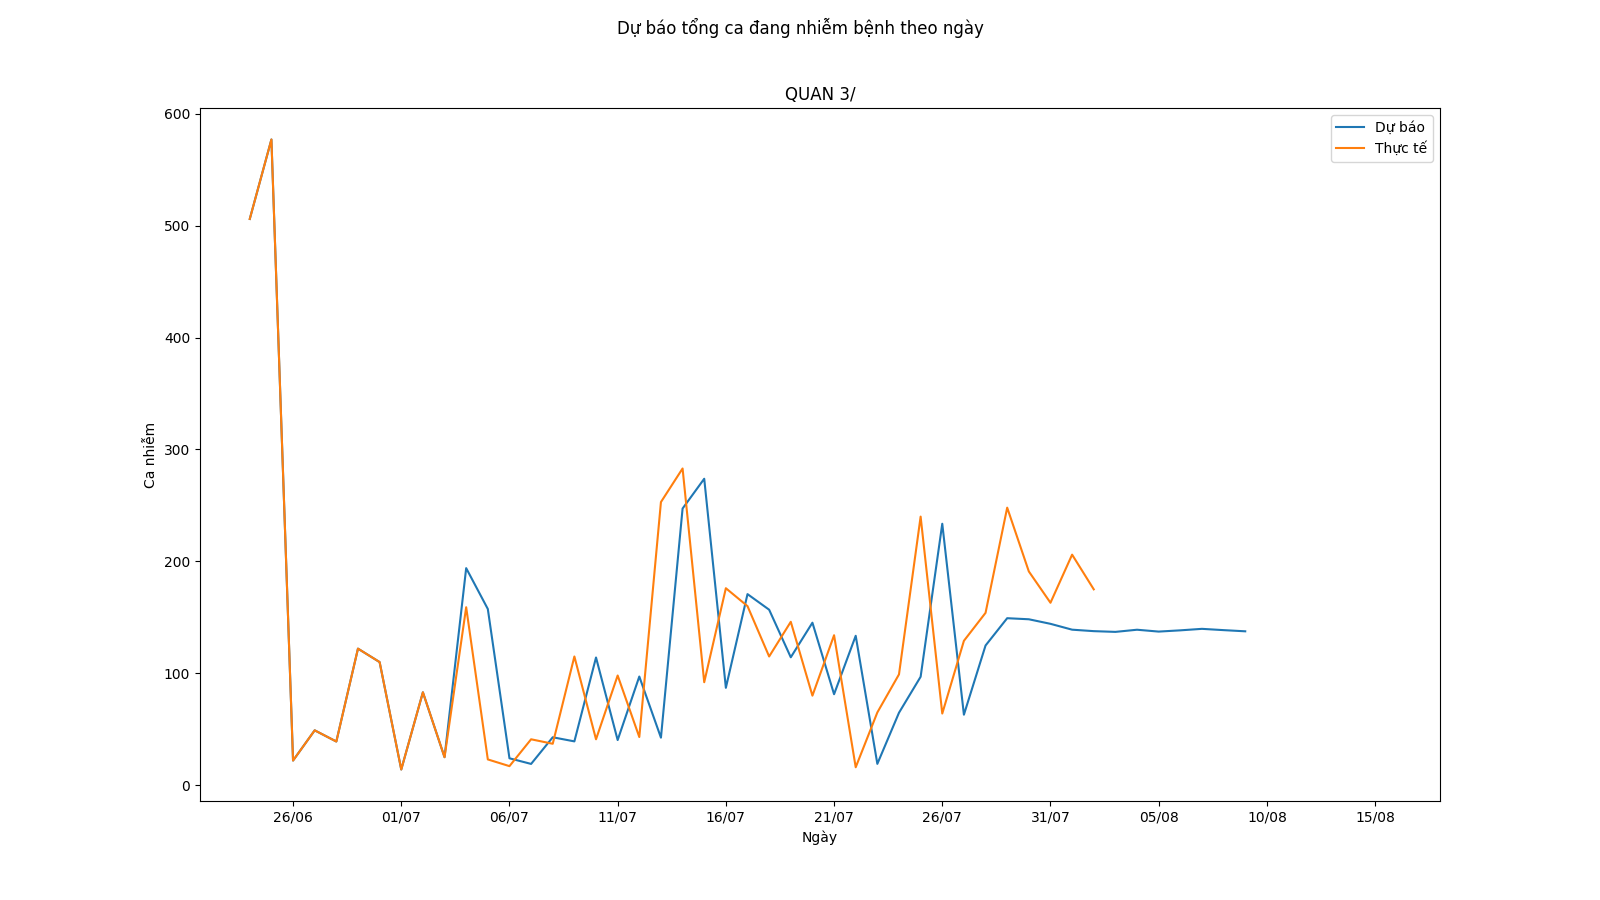 Dự báo tổng ca đang nhiễm bệnh theo ngày
QUAN 3/
Dự báo
Thực tế
600
500
400
300
200
100
0
Ca nhiễm
26/06 01/07 06/07 11/07 16/07 21/07 26/07 31/07 05/08 10/08 15/08
Ngày